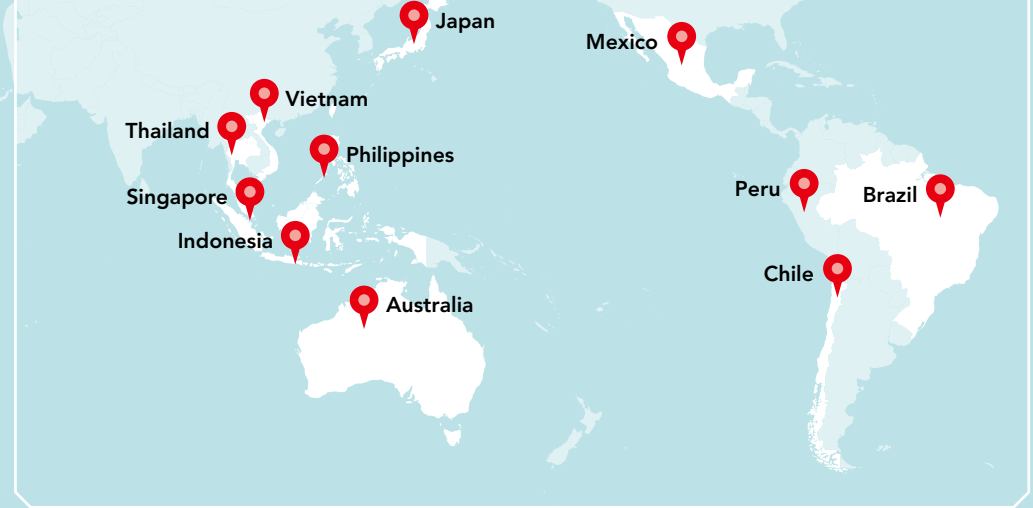 Japan
Mexico
Vietnam
Thailand
Philippines
Singapore
Peru
Brazil
Indonesia
Chile
Australia